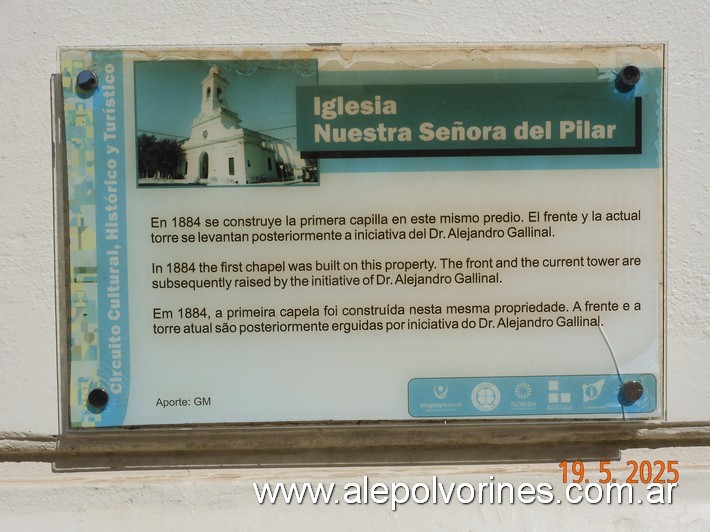 Circuito Cultural, Histórico y Turístico
Iglesia
Nuestra Señora del Pilar
En 1884 se construye la primera capilla en este mismo predio. El frente y la actual
torre se levantan posteriormente a iniciativa del Dr. Alejandro Gallinal.
In 1884 the first chapel was built on this property. The front and the current tower are
subsequently raised by the initiative of Dr. Alejandro Gallinal.
Em 1884, a primeira capela foi construída nesta mesma propriedade. A frente e a
torre atual são posteriormente erguidas por iniciativa do Dr. Alejandro Gallinal.
Aporte: GM
Uruguay Natural
FLORIDA
19. 5. 2025
www.alepolvorines.com.ar